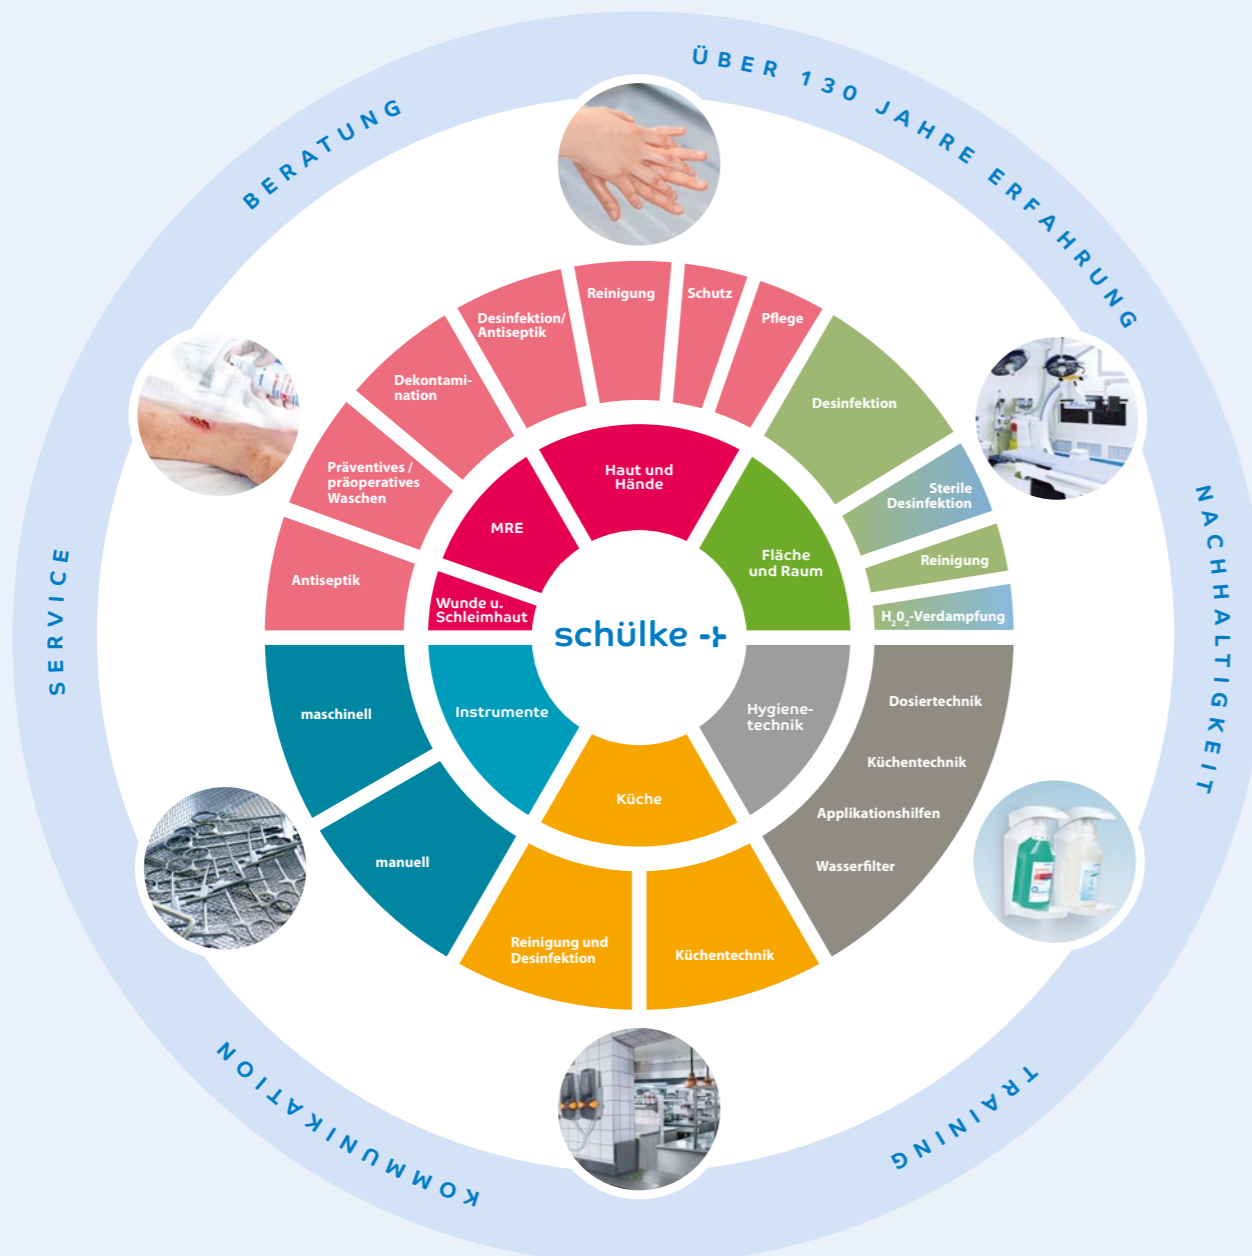 ÜBER 130 JAHRE ERFAHRUNG
NACHHALTIGKEIT
TRAINING
KOMMUNIKATION
SERVICE
BERATUNG
Reinigung
Schutz
Pflege
Desinfektion
Sterile
Desinfektion
Reinigung
H₂0₂-Verdampfung
Dosiertechnik
Küchentechnik
Applikationshilfen
Wasserfilter
Küchentechnik
Reinigung und
Desinfektion
manuell
maschinell
Antiseptik
Präventives /
präoperatives
Waschen
Dekontami-
nation
Desinfektion/
Antiseptik
Haut und
Hände
Fläche
und Raum
Hygiene-
technik
Küche
Instrumente
Wunde u.
Schleimhaut
MRE
schülke -+